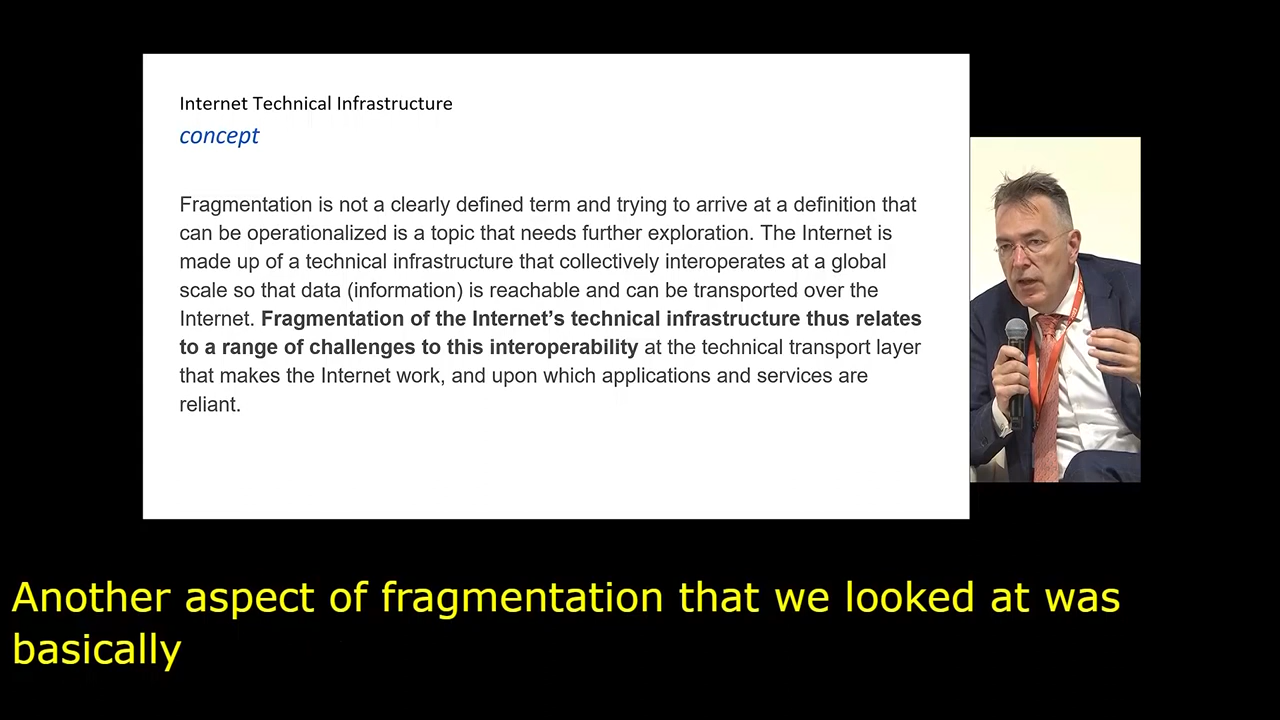 Internet Technical Infrastructure
concept
Fragmentation is not a clearly defined term and trying to arrive at a definition that
can be operationalized is a topic that needs further exploration. The Internet is
made up of a technical infrastructure that collectively interoperates at a global
scale so that data (information) is reachable and can be transported over the
Internet. Fragmentation of the Internet’s technical infrastructure thus relates
to a range of challenges to this interoperability at the technical transport layer
that makes the Internet work, and upon which applications and services are
reliant.
Another aspect of fragmentation that we looked at was
basically